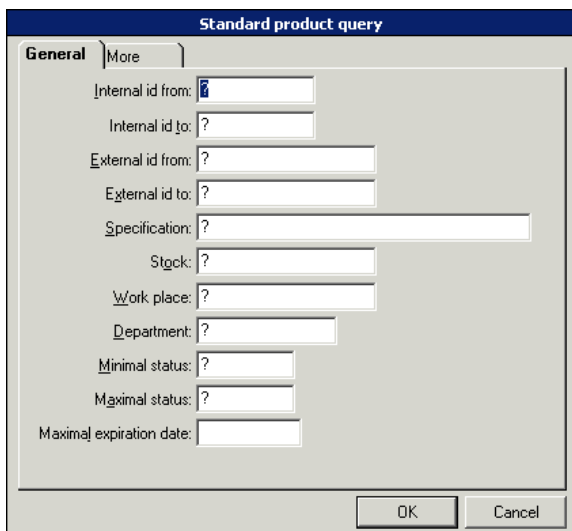 Standard product query
General More
Internal id from: ?
Internal id to: ?
External id from: ?
External id to: ?
Specification: ?
Stock: ?
Work place: ?
Department: ?
Minimal status: ?
Maximal status: ?
Maximal expiration date:
OK Cancel